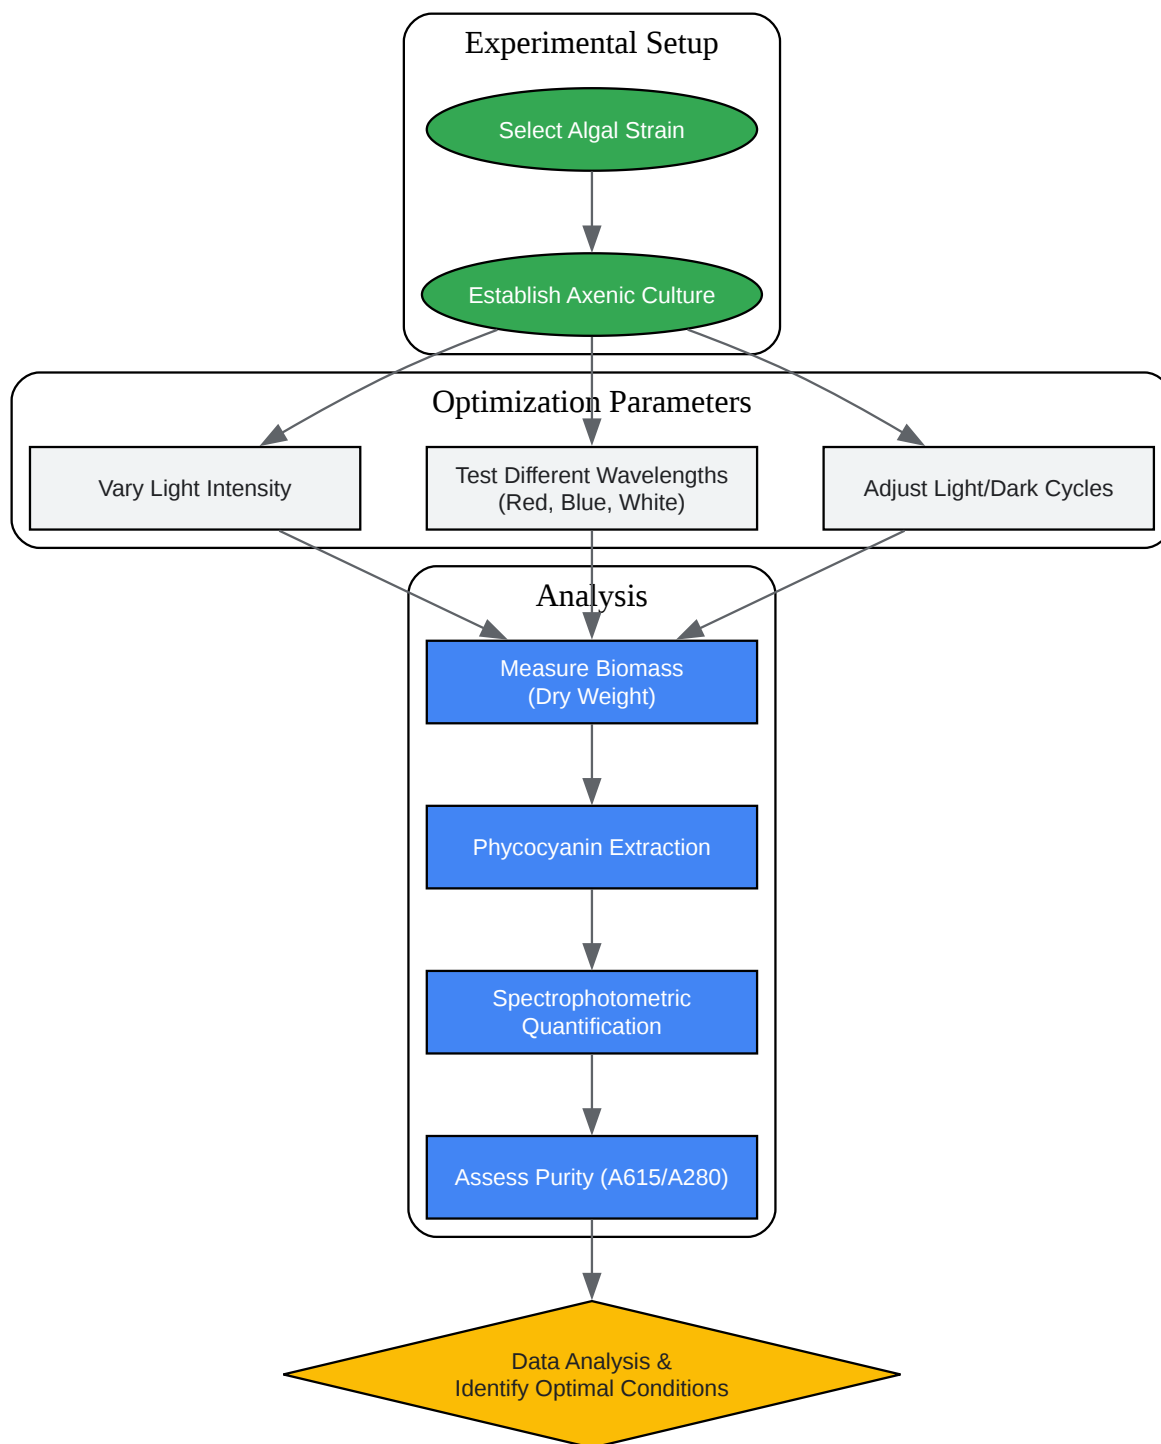 Experimental Setup
Select Algal Strain
Establish Axenic Culture
Optimization Parameters
Vary Light Intensity
Test Different Wavelengths
(Red, Blue, White)
Adjust Light/Dark Cycles
Analysis
Measure Biomass
(Dry Weight)
Phycocyanin Extraction
Spectrophotometric
Quantification
Assess Purity (A615/A280)
Data Analysis &
Identify Optimal Conditions